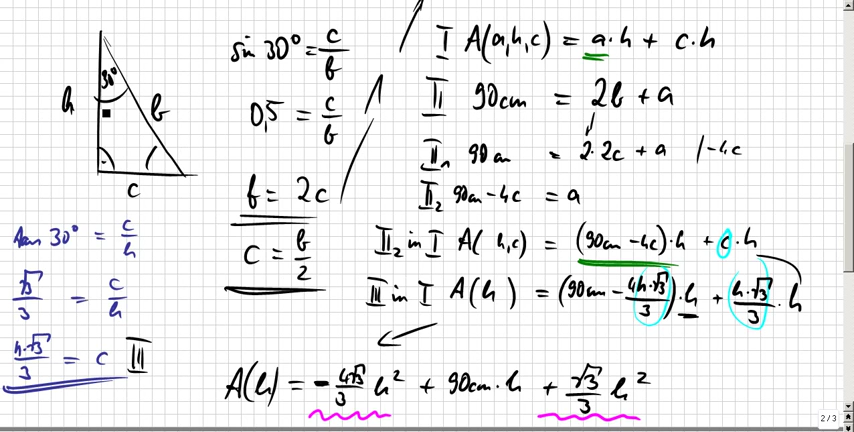 30°
h
b
c
sin 30° = c/b
0,5 = c/b
b = 2c
c = b/2
tan 30° = c/h
√3/3 = c/h
h·√3/3 = c III
I A(a,h,c) = a·h + c·h
II 90cm = 2b + a
II₁ 90cm = 2·2c + a |-4c
II₂ 90cm-4c = a
II₂ in I A(h,c) = (90cm-4c)·h + c·h
III in I A(h) = (90cm - 4h·√3/3)·h + h·√3/3·h
A(h) = -4√3/3 h² + 90cm·h + √3/3 h²
2/3